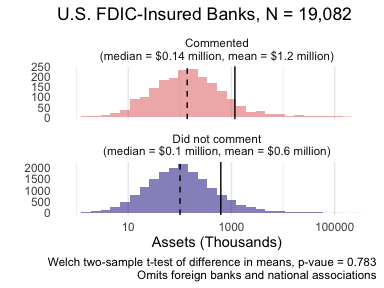 U.S. FDIC-Insured Banks, N = 19,082
Commented
(median = $0.14 million, mean = $1.2 million)
250
200
150
100
50
0
Did not comment
(median = $0.1 million, mean = $0.6 million)
2000
1500
1000
500
0
10
1000
100000
Assets (Thousands)
Welch two-sample t-test of difference in means, p-vaue = 0.783
Omits foreign banks and national associations